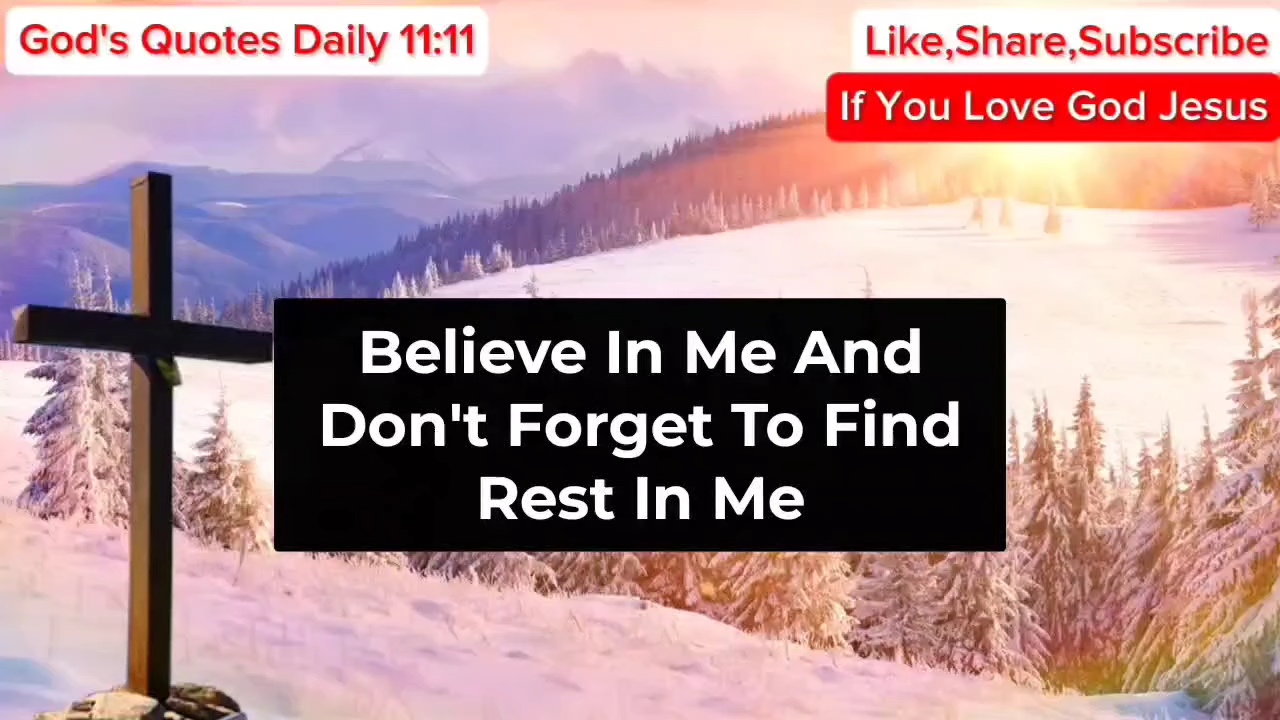 God's Quotes Daily 11:11
Like,Share,Subscribe
If You Love God Jesus
Believe In Me And
Don't Forget To Find
Rest In Me